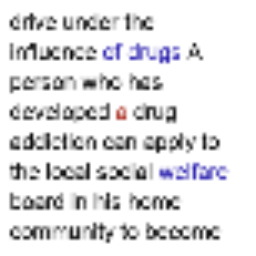 drive under the
influence of drugs A
person who has
developed a drug
addiction can apply to
the local social welfare
board in his home
community to become